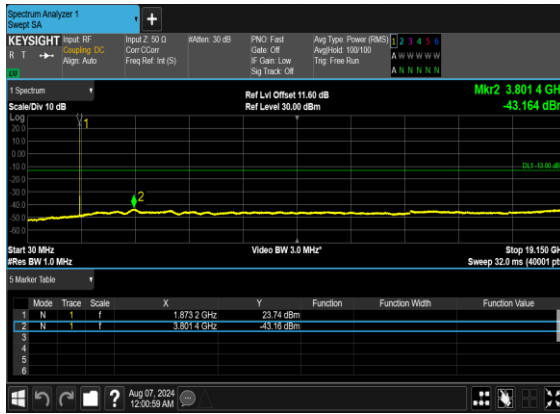 Spectrum Analyzer 1
Swept SA
+
KEYSIGHT Input: RF Input Z: 50 Ω #Atten: 30 dB PNO: Fast Avg Type: Power (RMS) 1 2 3 4 5 6
R T Coupling: DC Corr CCorr Gate: Off Avg|Hold: 100/100 A W W W W W
Align: Auto Freq Ref: Int (S) IF Gain: Low Trig: Free Run
Sig Track: Off A N N N N N
1 Spectrum Ref Lvl Offset 11.60 dB Mkr2 3.801 4 GH
Scale/Div 10 dB Ref Level 30.00 dBm -43.164 dB
Log
20.0 1
10.0
0.00
-10.0 DL1 -13.00 dB
-20.0
-30.0
-40.0 2
-50.0
-60.0
Start 30 MHz Video BW 3.0 MHz* Stop 19.150 GH
#Res BW 1.0 MHz Sweep 32.0 ms (40001 pt
5 Marker Table
Mode Trace Scale X Y Function Function Width Function Value
1 N 1 f 1.873 2 GHz 23.74 dBm
2 N 1 f 3.801 4 GHz -43.16 dBm
3
4
5
6
? Aug 07, 2024
12:00:59 AM